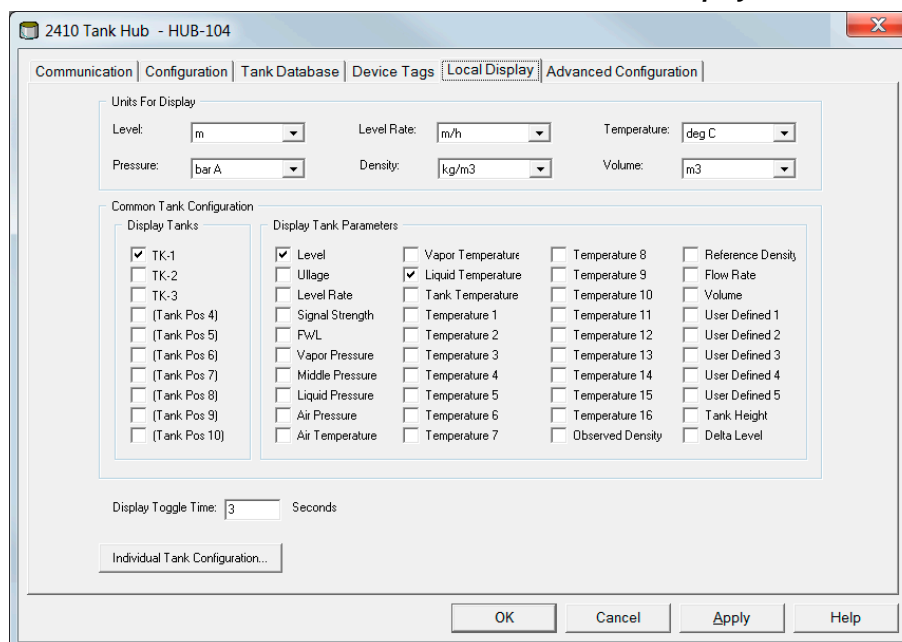 2410 Tank Hub - HUB-104
Communication Configuration Tank Database Device Tags Local Display Advanced Configuration
Units For Display
Level: m Level Rate: m/h Temperature: deg C
Pressure: bar A Density: kg/m3 Volume: m3
Common Tank Configuration
Display Tanks
TK-1
TK-2
TK-3
(Tank Pos 4)
(Tank Pos 5)
(Tank Pos 6)
(Tank Pos 7)
(Tank Pos 8)
(Tank Pos 9)
(Tank Pos 10)
Display Tank Parameters
Level Vapor Temperature Temperature 8 Reference Density
Ullage Liquid Temperature Temperature 9 Flow Rate
Level Rate Tank Temperature Temperature 10 Volume
Signal Strength Temperature 1 Temperature 11 User Defined 1
FWL Temperature 2 Temperature 12 User Defined 2
Vapor Pressure Temperature 3 Temperature 13 User Defined 3
Middle Pressure Temperature 4 Temperature 14 User Defined 4
Liquid Pressure Temperature 5 Temperature 15 User Defined 5
Air Pressure Temperature 6 Temperature 16 Tank Height
Air Temperature Temperature 7 Observed Density Delta Level
Display Toggle Time: 3 Seconds
Individual Tank Configuration...
OK Cancel Apply Help